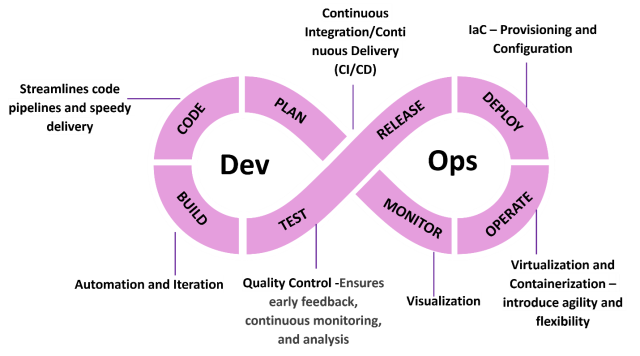 Continuous
Integration/Conti
nuous Delivery
(CI/CD)
IaC – Provisioning and
Configuration
Streamlines code
pipelines and speedy
delivery
CODE
PLAN
RELEASE
DEPLOY
Dev
Ops
BUILD
TEST
MONITOR
OPERATE
Automation and Iteration
Quality Control -Ensures
early feedback,
continuous monitoring,
and analysis
Visualization
Virtualization and
Containerization –
introduce agility and
flexibility